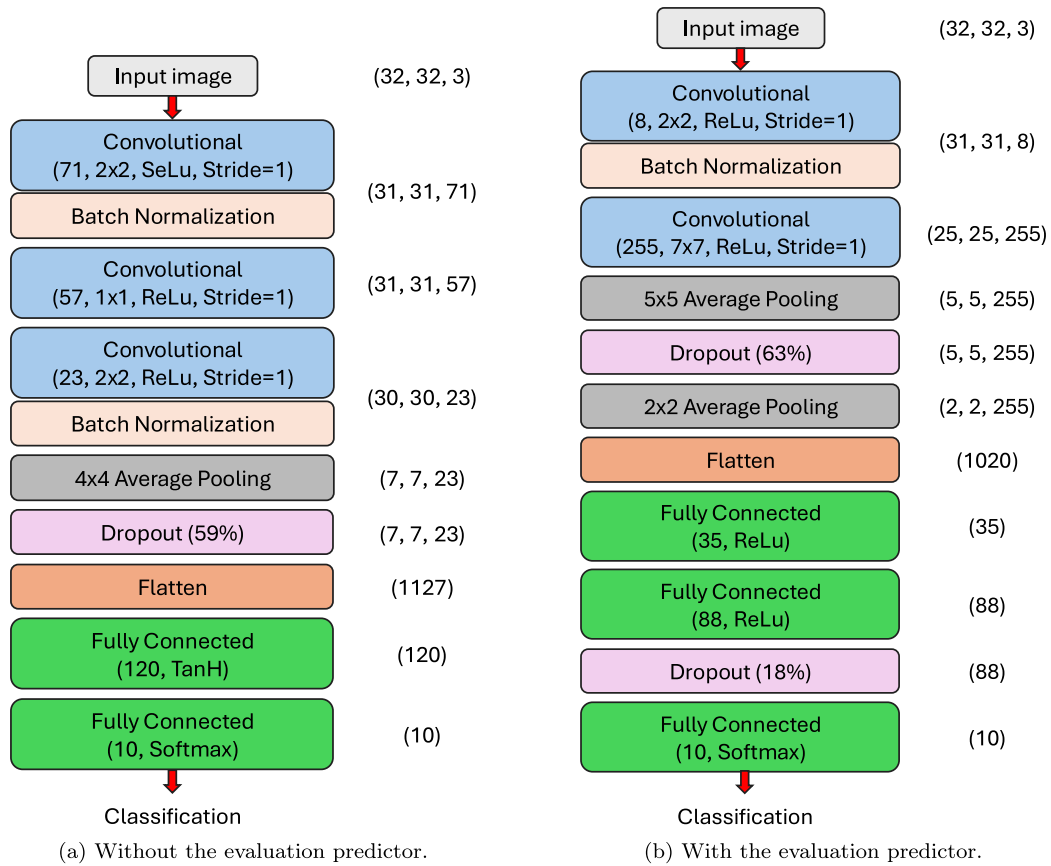 Input image
(32, 32, 3)
Convolutional
(71, 2x2, SeLu, Stride=1)
Batch Normalization
(31, 31, 71)
Convolutional
(57, 1x1, ReLu, Stride=1)
(31, 31, 57)
Convolutional
(23, 2x2, ReLu, Stride=1)
Batch Normalization
(30, 30, 23)
4x4 Average Pooling
(7, 7, 23)
Dropout (59%)
(7, 7, 23)
Flatten
(1127)
Fully Connected
(120, TanH)
(120)
Fully Connected
(10, Softmax)
(10)
Classification
(a) Without the evaluation predictor.
Input image
(32, 32, 3)
Convolutional
(8, 2x2, ReLu, Stride=1)
Batch Normalization
(31, 31, 8)
Convolutional
(255, 7x7, ReLu, Stride=1)
(25, 25, 255)
5x5 Average Pooling
(5, 5, 255)
Dropout (63%)
(5, 5, 255)
2x2 Average Pooling
(2, 2, 255)
Flatten
(1020)
Fully Connected
(35, ReLu)
(35)
Fully Connected
(88, ReLu)
(88)
Dropout (18%)
(88)
Fully Connected
(10, Softmax)
(10)
Classification
(b) With the evaluation predictor.